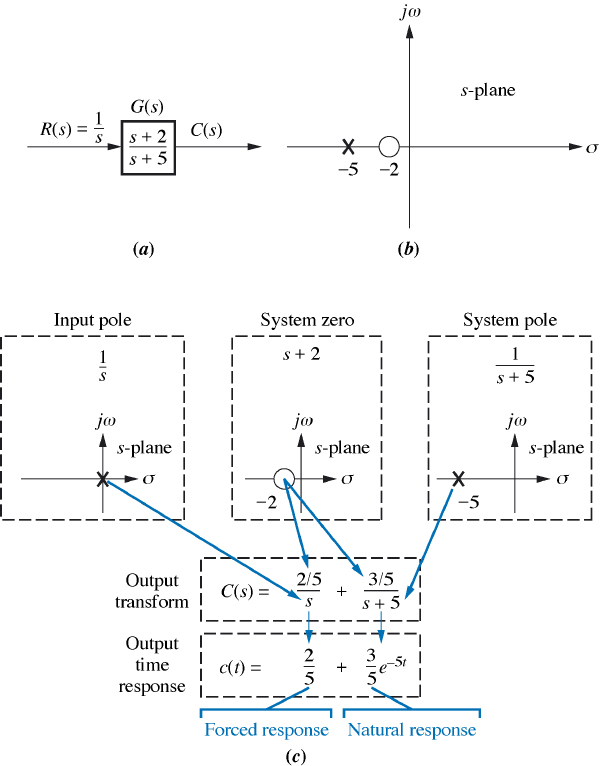 jω
s-plane
G(s)
R(s) = 1/s
s + 2
s + 5
C(s)
σ
−5
−2
(a)
(b)
Input pole
System zero
System pole
1/s
s + 2
1/(s + 5)
jω
jω
jω
s-plane
s-plane
s-plane
σ
σ
σ
−2
−5
Output transform
C(s) = (2/5)/s + (3/5)/(s + 5)
Output time response
c(t) = 2/5 + 3/5 e^−5t
Forced response
Natural response
(c)